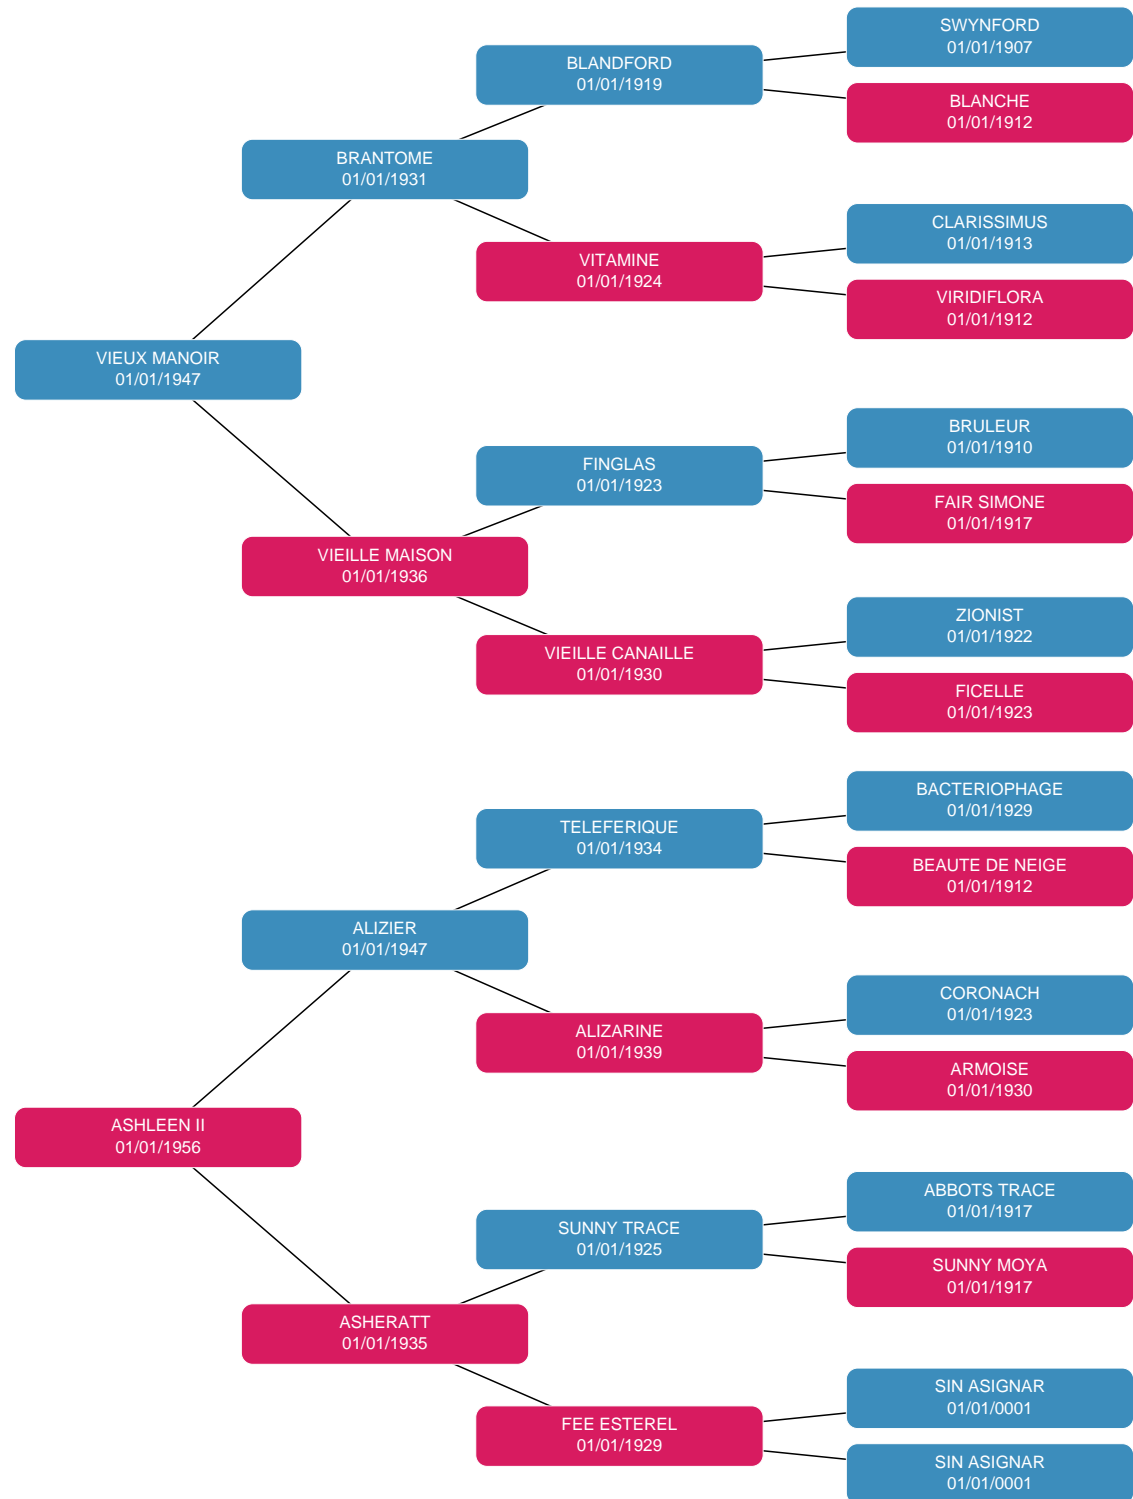 SWYNFORD
01/01/1907
BLANDFORD
01/01/1919
BLANCHE
01/01/1912
BRANTOME
01/01/1931
CLARISSIMUS
01/01/1913
VITAMINE
01/01/1924
VIRIDIFLORA
01/01/1912
VIEUX MANOIR
01/01/1947
BRULEUR
01/01/1910
FINGLAS
01/01/1923
FAIR SIMONE
01/01/1917
VIEILLE MAISON
01/01/1936
ZIONIST
01/01/1922
VIEILLE CANAILLE
01/01/1930
FICELLE
01/01/1923
BACTERIOPHAGE
01/01/1929
TELEFERIQUE
01/01/1934
BEAUTE DE NEIGE
01/01/1912
ALIZIER
01/01/1947
CORONACH
01/01/1923
ALIZARINE
01/01/1939
ARMOISE
01/01/1930
ASHLEEN II
01/01/1956
ABBOTS TRACE
01/01/1917
SUNNY TRACE
01/01/1925
SUNNY MOYA
01/01/1917
ASHERATT
01/01/1935
SIN ASIGNAR
01/01/0001
FEE ESTEREL
01/01/1929
SIN ASIGNAR
01/01/0001